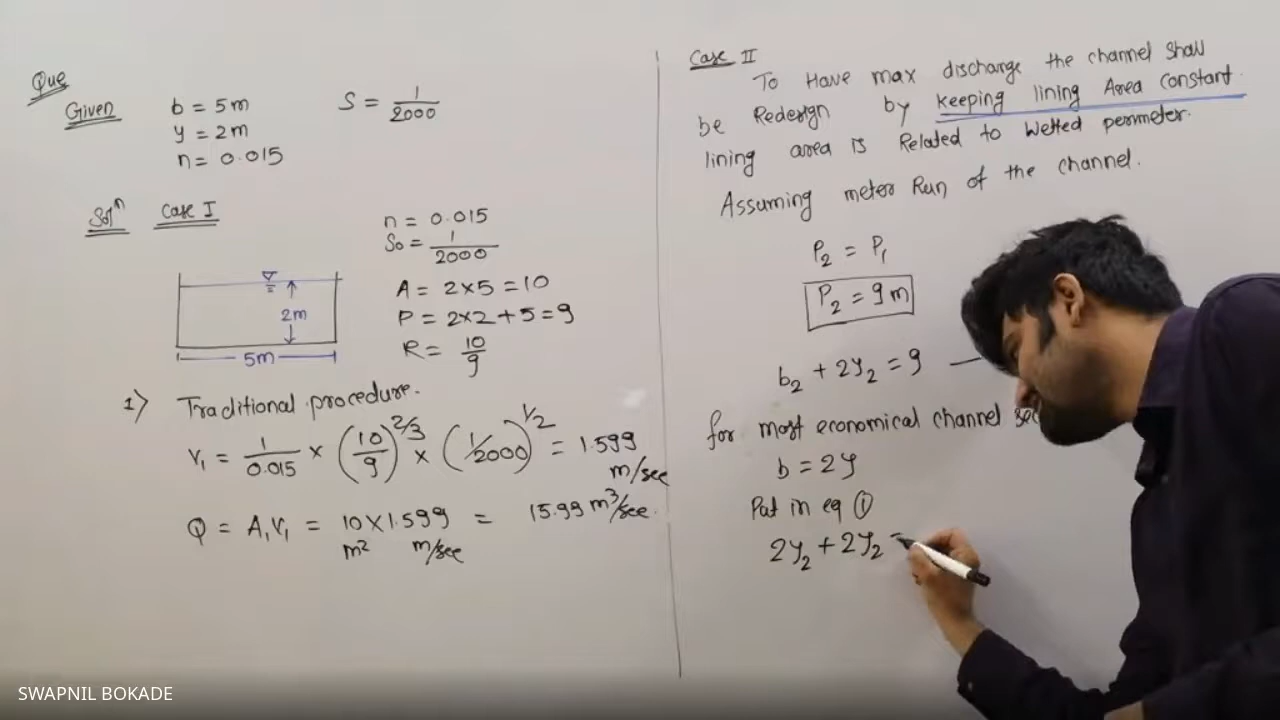 Que
Given
b = 5m
y = 2m
n = 0.015
S = 1/2000
Solⁿ Case I
n = 0.015
S₀ = 1/2000
A = 2×5 = 10
P = 2×2 + 5 = 9
R = 10/9
2m
5m
1) Traditional procedure.
V₁ = 1/0.015 × (10/9)^2/3 × (1/2000)^1/2 = 1.599 m/sec
Q = A₁V₁ = 10 × 1.599 = 15.99 m³/sec.
m² m/sec
Case II
To Have max discharge the channel Shall
be Redesign by keeping lining Area constant.
lining area is Related to Wetted perimeter.
Assuming meter Run of the channel.
P₂ = P₁
P₂ = 9m
b₂ + 2y₂ = 9 —
for most economical channel
b = 2y
Put in eq ①
2y₂ + 2y₂ =
SWAPNIL BOKADE